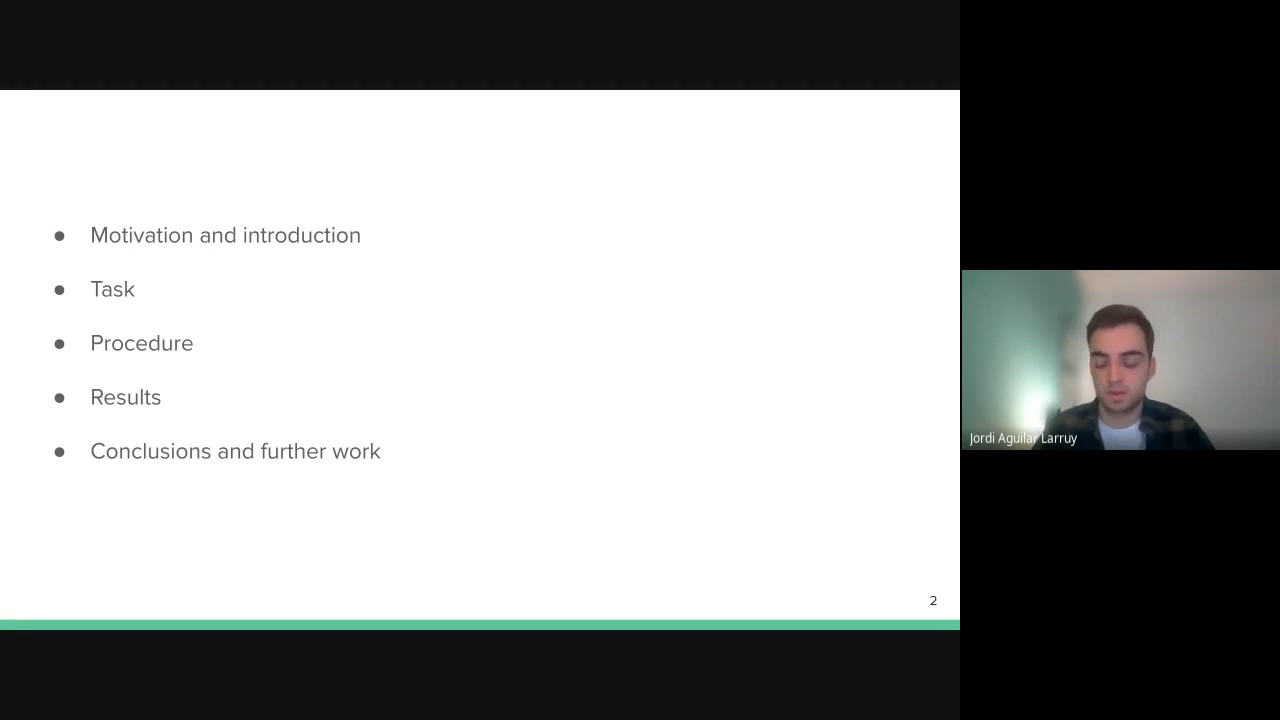 ● Motivation and introduction
● Task
● Procedure
● Results
● Conclusions and further work
2
Jordi Aguilar Larruy